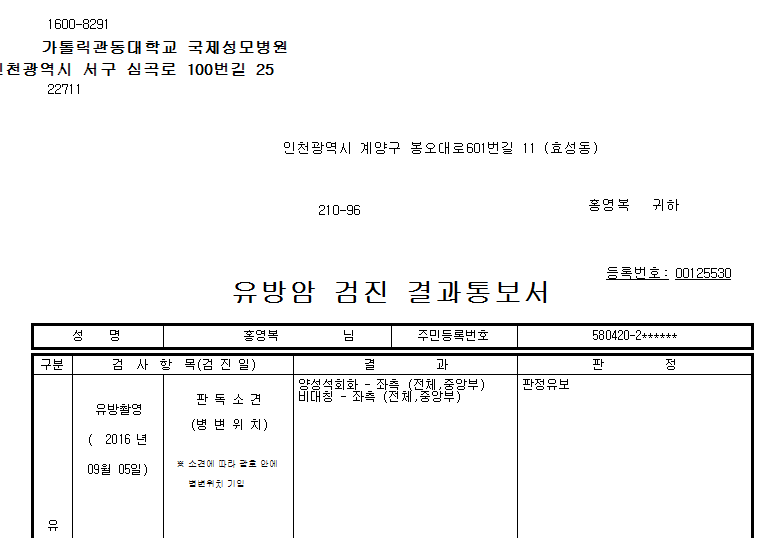 1600-8291
가톨릭관동대학교 국제성모병원
인천광역시 서구 심곡로 100번길 25
22711
인천광역시 계양구 봉오대로601번길 11 (효성동)
210-96
홍영복 귀하
등록번호: 00125530
유방암 검진 결과통보서
성 명 홍영복 님 주민등록번호 580420-2******
구분 검 사 항 목(검 진 일) 결 과 판 정
유방촬영
( 2016 년
09월 05일)
판 독 소 견
(병 변 위 치)
※ 소견에 따라 괄호 안에
병변위치 기입
양성석회화 - 좌측 (전체,중앙부)
비대칭 - 좌측 (전체,중앙부)
판정유보
유